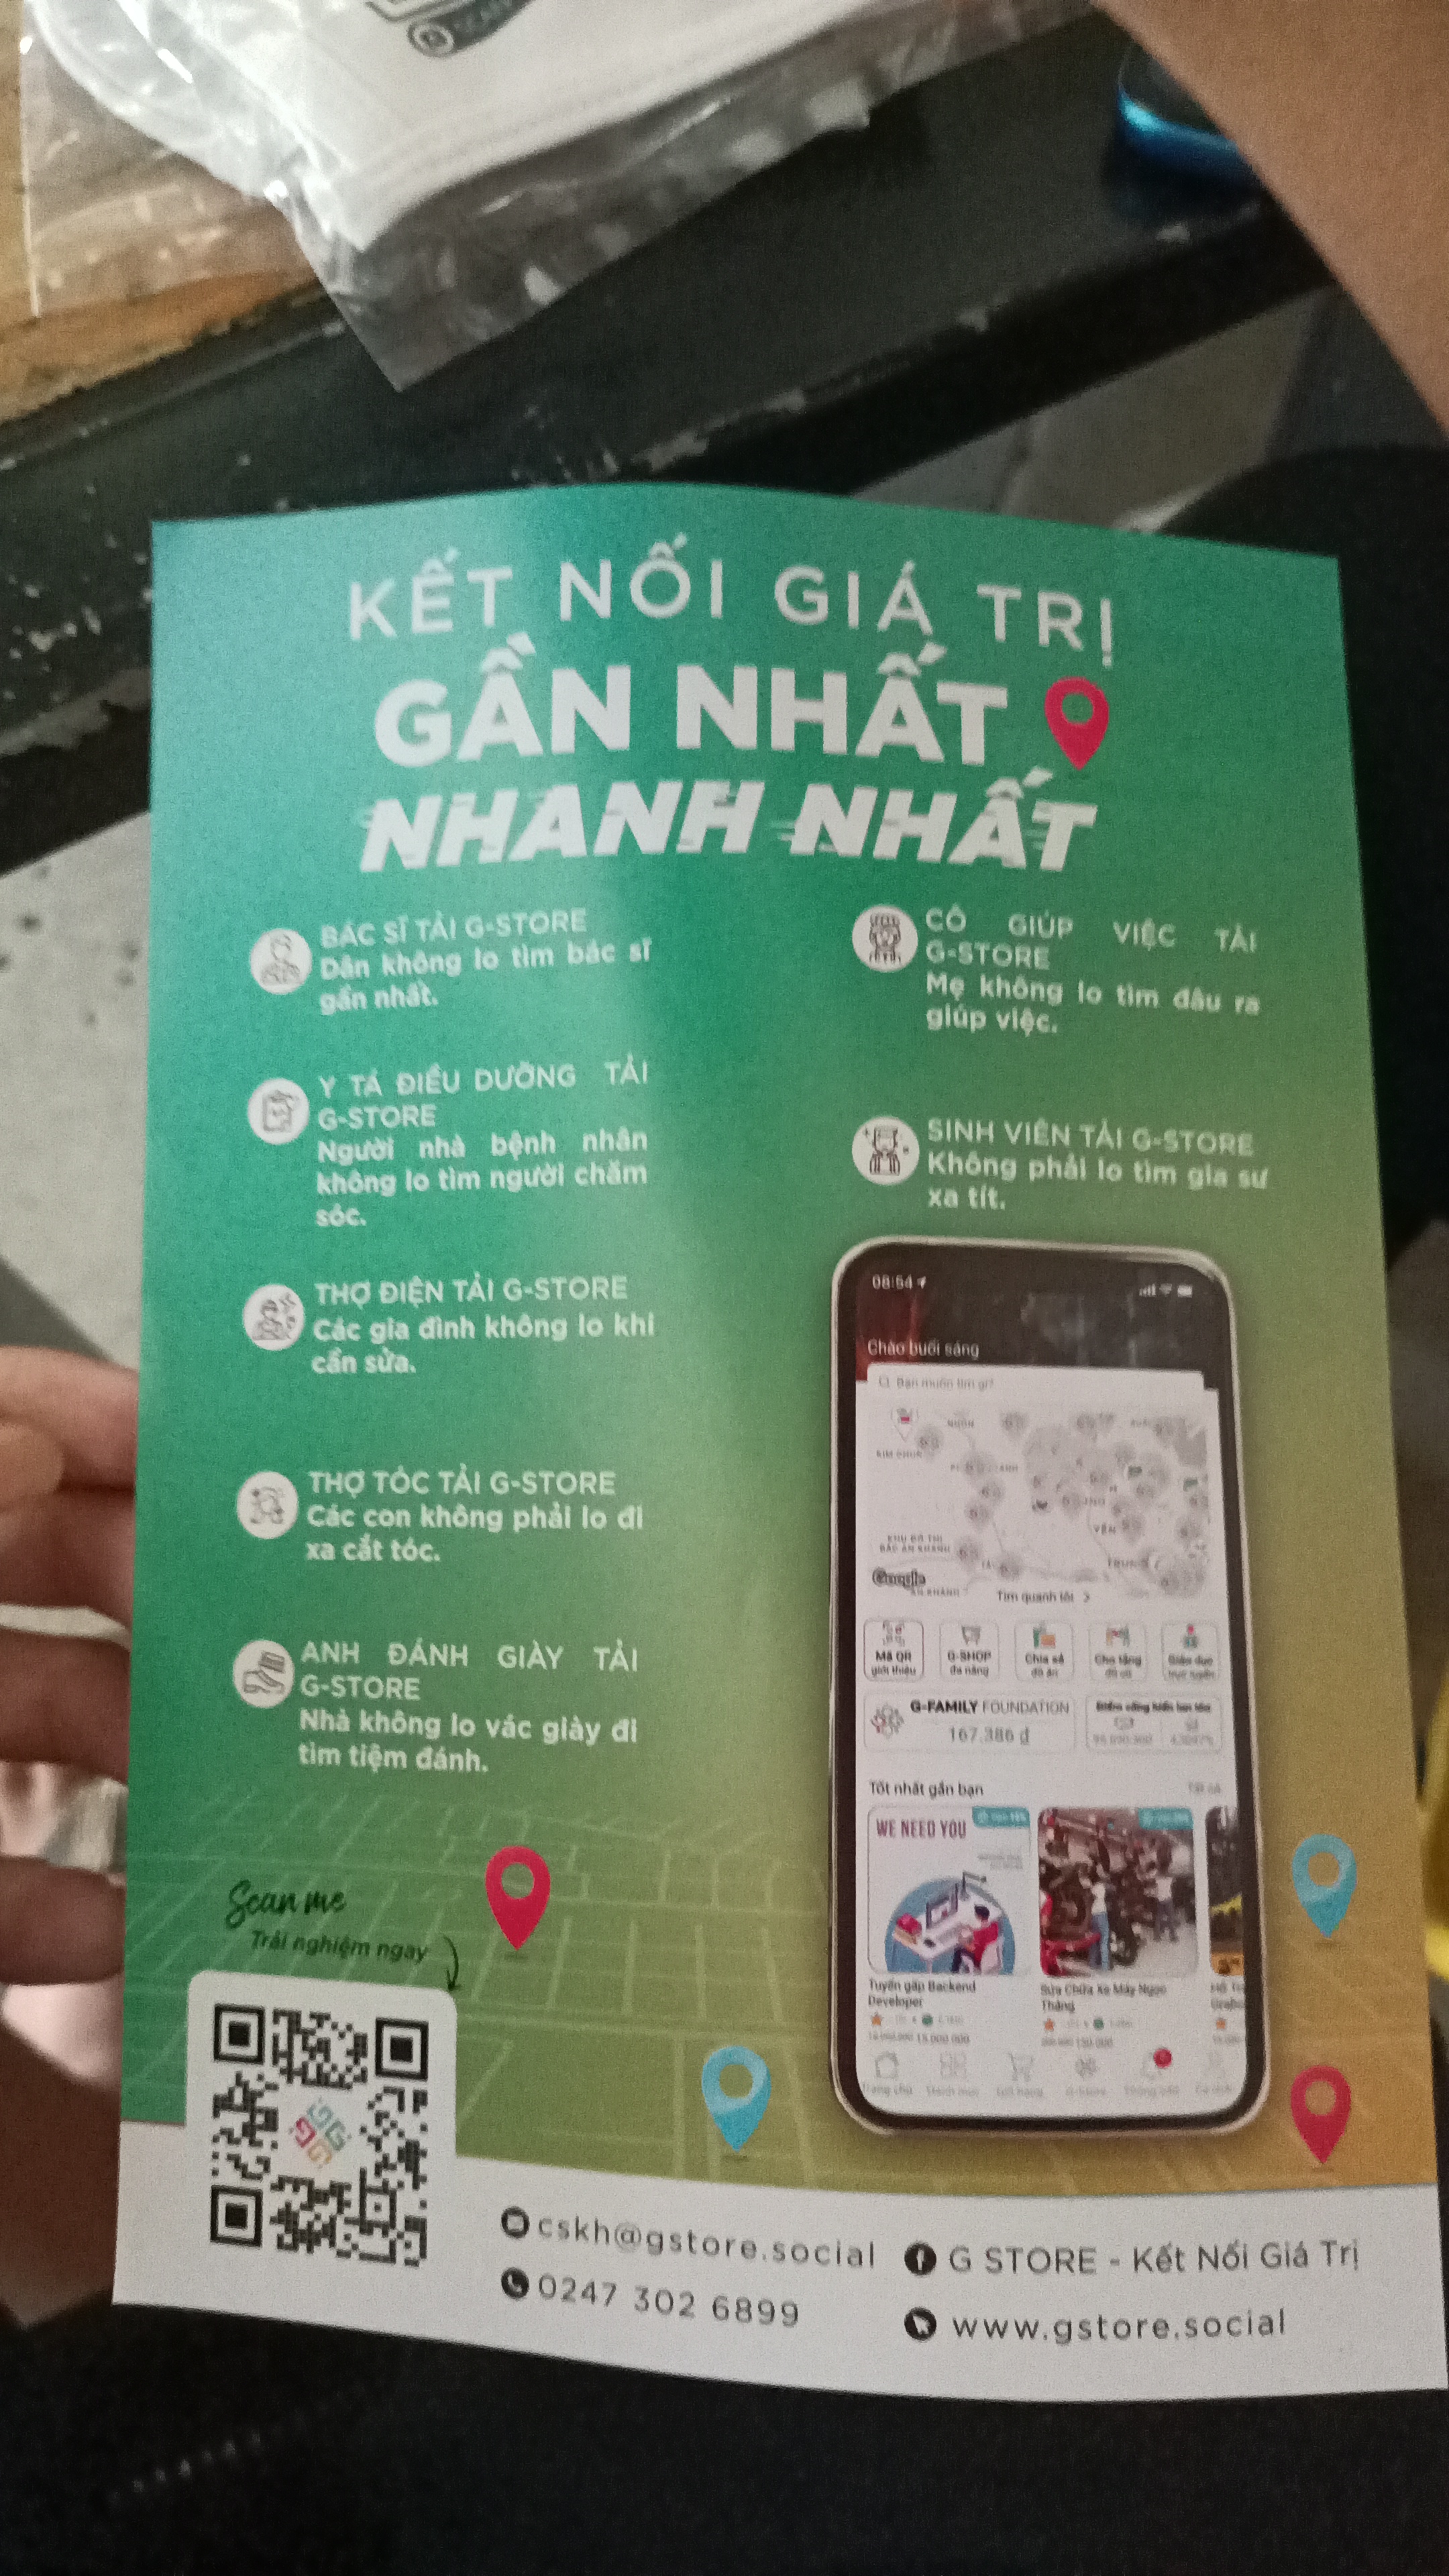 KẾT NỐI GIÁ TRỊ
GẦN NHẤT
NHANH NHẤT
BÁC SĨ TẢI G-STORE
Dân không lo tìm bác sĩ
gần nhất.
Y TÁ ĐIỀU DƯỠNG TẢI
G-STORE
Người nhà bệnh nhân
không lo tìm người chăm
sóc.
THỢ ĐIỆN TẢI G-STORE
Các gia đình không lo khi
cần sửa.
THỢ TÓC TẢI G-STORE
Các con không phải lo đi
xa cắt tóc.
ANH ĐÁNH GIÀY TẢI
G-STORE
Nhà không lo vác giày đi
tìm tiệm đánh.
CÔ GIÚP VIỆC TẢI
G-STORE
Mẹ không lo tìm đâu ra
giúp việc.
SINH VIÊN TẢI G-STORE
Không phải lo tìm gia sư
xa tít.
08:54
Chào buổi sáng
Bạn muốn tìm gì?
Google
Tìm quanh tôi >
Mã QR
giới thiệu
G-SHOP
đa năng
Chia sẻ
đồ ăn
Cho tặng
đồ cũ
Giáo dục
trực tuyến
G-FAMILY FOUNDATION
167.386 đ
Tốt nhất gần bạn
WE NEED YOU
Tuyển gấp Backend
Developer
Sửa Chữa Xe Máy Ngọc
Thắng
Scan me
Trải nghiệm ngay
cskh@gstore.social
0247 302 6899
G STORE - Kết Nối Giá Trị
www.gstore.social